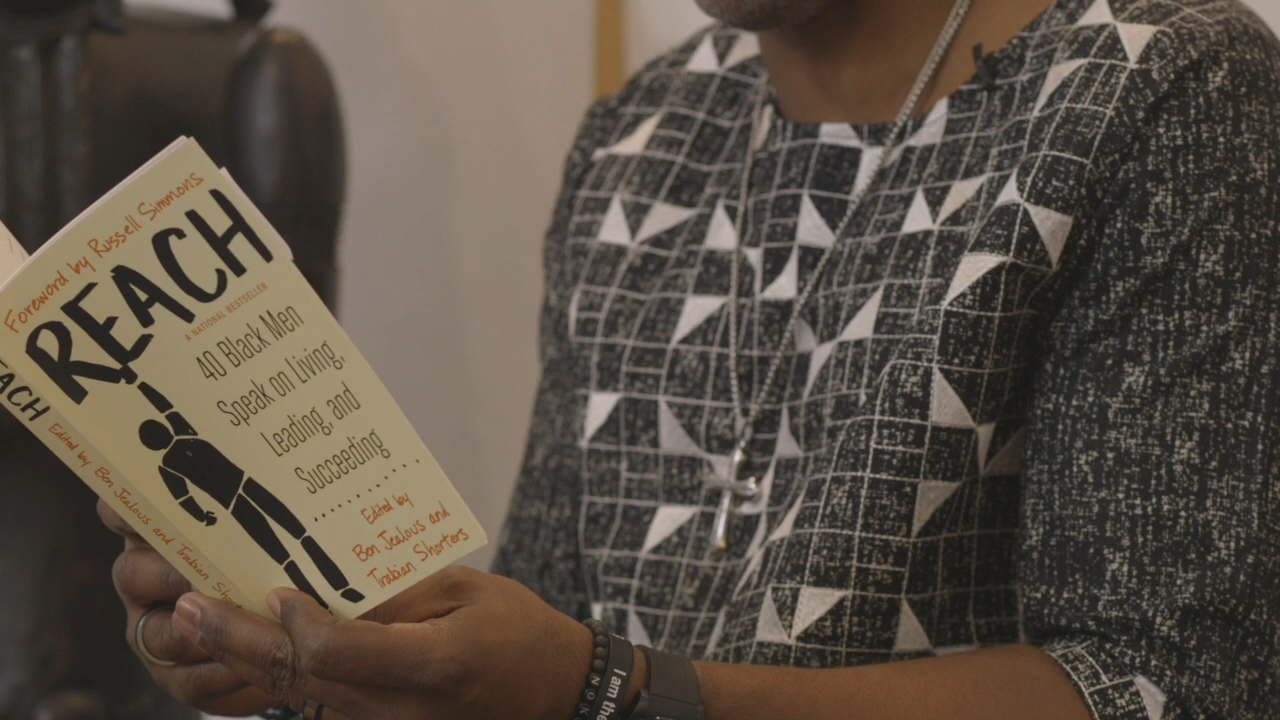 Foreword by Russell Simmons
REACH
A NATIONAL BESTSELLER
40 Black Men
Speak on Living,
Leading, and
Succeeding
Edited by
Ben Jealous and
Trabian Shorters
Edited by Ben Jealous and Trabian
I am the